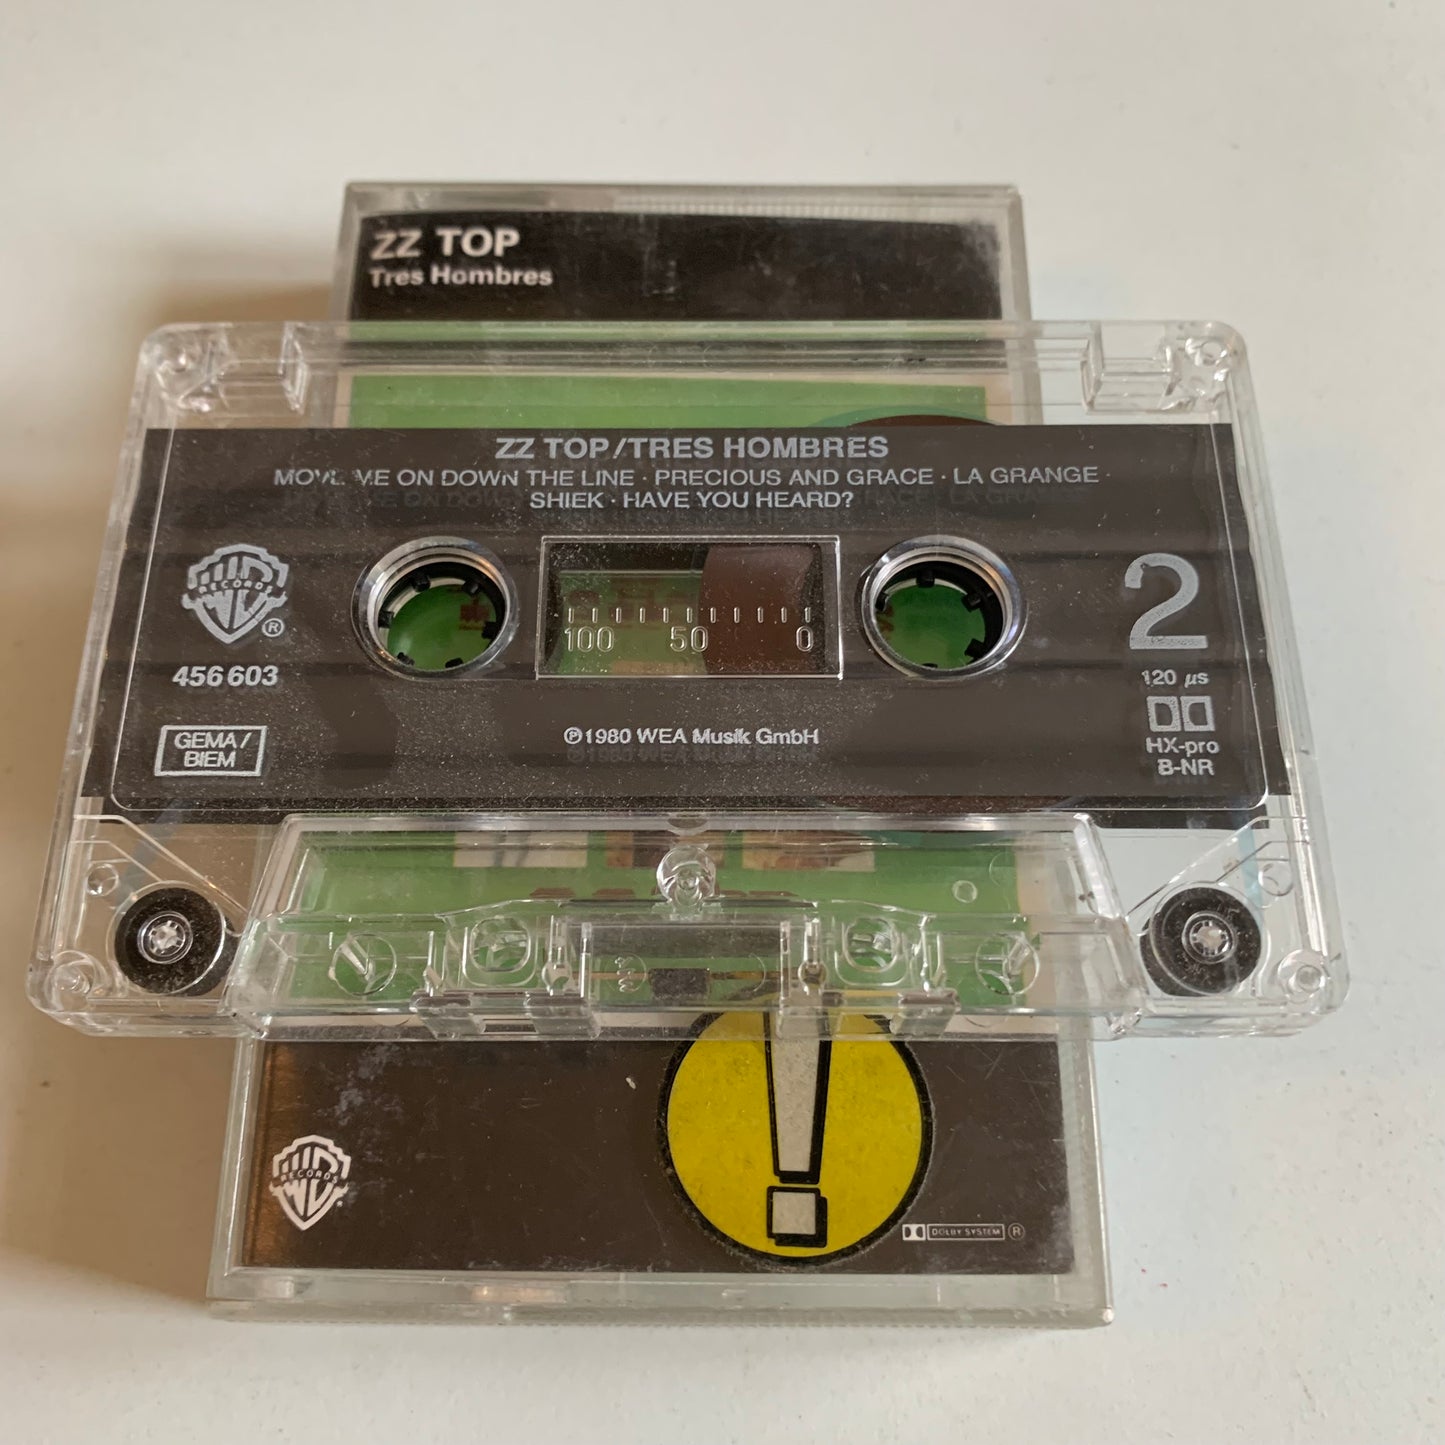 ZZ TOP
Tres Hombres
ZZ TOP/TRES HOMBRES
MOVE ME ON DOWN THE LINE · PRECIOUS AND GRACE · LA GRANGE ·
SHIEK · HAVE YOU HEARD?
RECORDS
®
456 603
GEMA/
BIEM
100 50 0
℗1980 WEA Musik GmbH
2
120 µs
HX-pro
B-NR
RECORDS
!
DOLBY SYSTEM ®